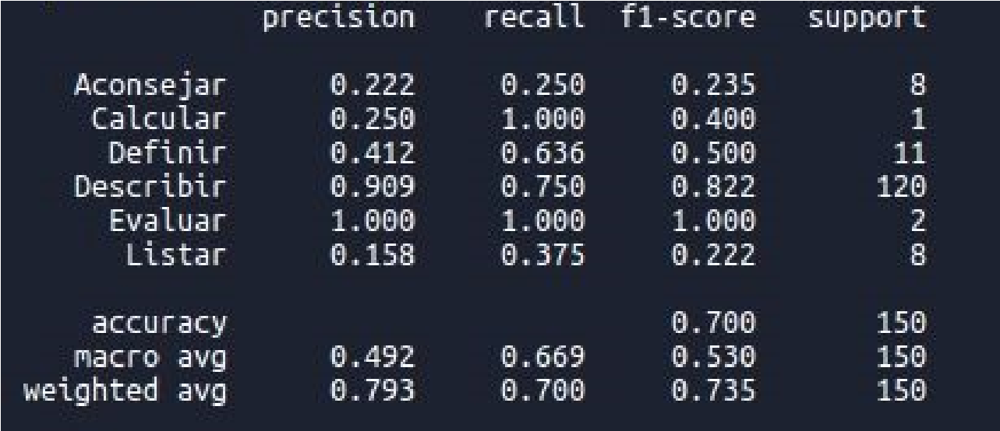 precision recall f1-score support
Aconsejar 0.222 0.250 0.235 8
Calcular 0.250 1.000 0.400 1
Definir 0.412 0.636 0.500 11
Describir 0.909 0.750 0.822 120
Evaluar 1.000 1.000 1.000 2
Listar 0.158 0.375 0.222 8
accuracy 0.700 150
macro avg 0.492 0.669 0.530 150
weighted avg 0.793 0.700 0.735 150